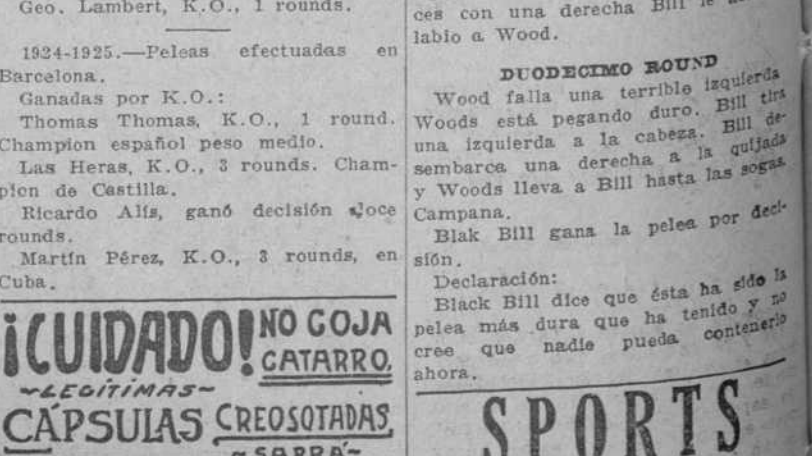 Geo. Lambert, K.O., 1 rounds.
1924-1925.—Peleas efectuadas en
Barcelona.
Ganadas por K.O.:
Thomas Thomas, K.O., 1 round.
Champion español peso medio.
Las Heras, K.O., 3 rounds. Cham-
pion de Castilla.
Ricardo Alís, ganó decisión doce
rounds.
Martín Pérez, K.O., 3 rounds, en
Cuba.
¡CUIDADO! NO COJA
CATARRO.
~LEGÍTIMAS~
CÁPSULAS CREOSOTADAS
~SARRÁ~
ces con una derecha Bill le
labio a Wood.
DUODECIMO ROUND
Wood falla una terrible izquierda
Woods está pegando duro. Bill tira
una izquierda a la cabeza. Bill de-
sembarca una derecha a la quijada
y Woods lleva a Bill hasta las sogas
Campana.
Blak Bill gana la pelea por deci-
sión.
Declaración:
Black Bill dice que ésta ha sido la
pelea más dura que ha tenido y no
cree que nadie pueda contenerlo
ahora.
SPORTS